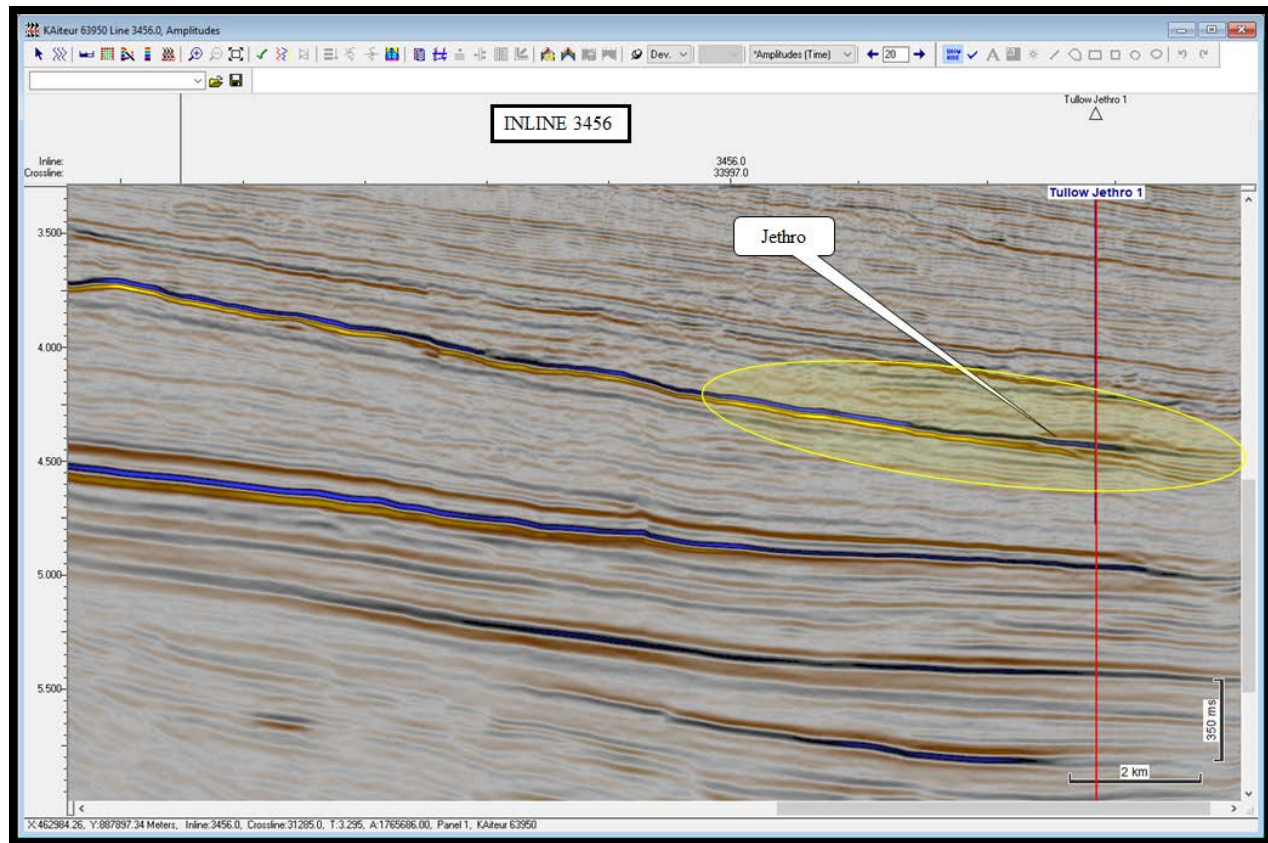 KAiteur 63950 Line 3456.0, Amplitudes
Dev.
*Amplitudes (Time)
20
SHOW
HIDE
A
Tullow Jethro 1
INLINE 3456
Inline:
3456.0
Crossline:
33997.0
Tullow Jethro 1
3.500
Jethro
4.000
4.500
5.000
5.500
350 ms
2 km
X:462984.26, Y:887897.34 Meters, Inline:3456.0, Crossline:31285.0, T:3.295, A:1765686.00, Panel 1, KAiteur 63950